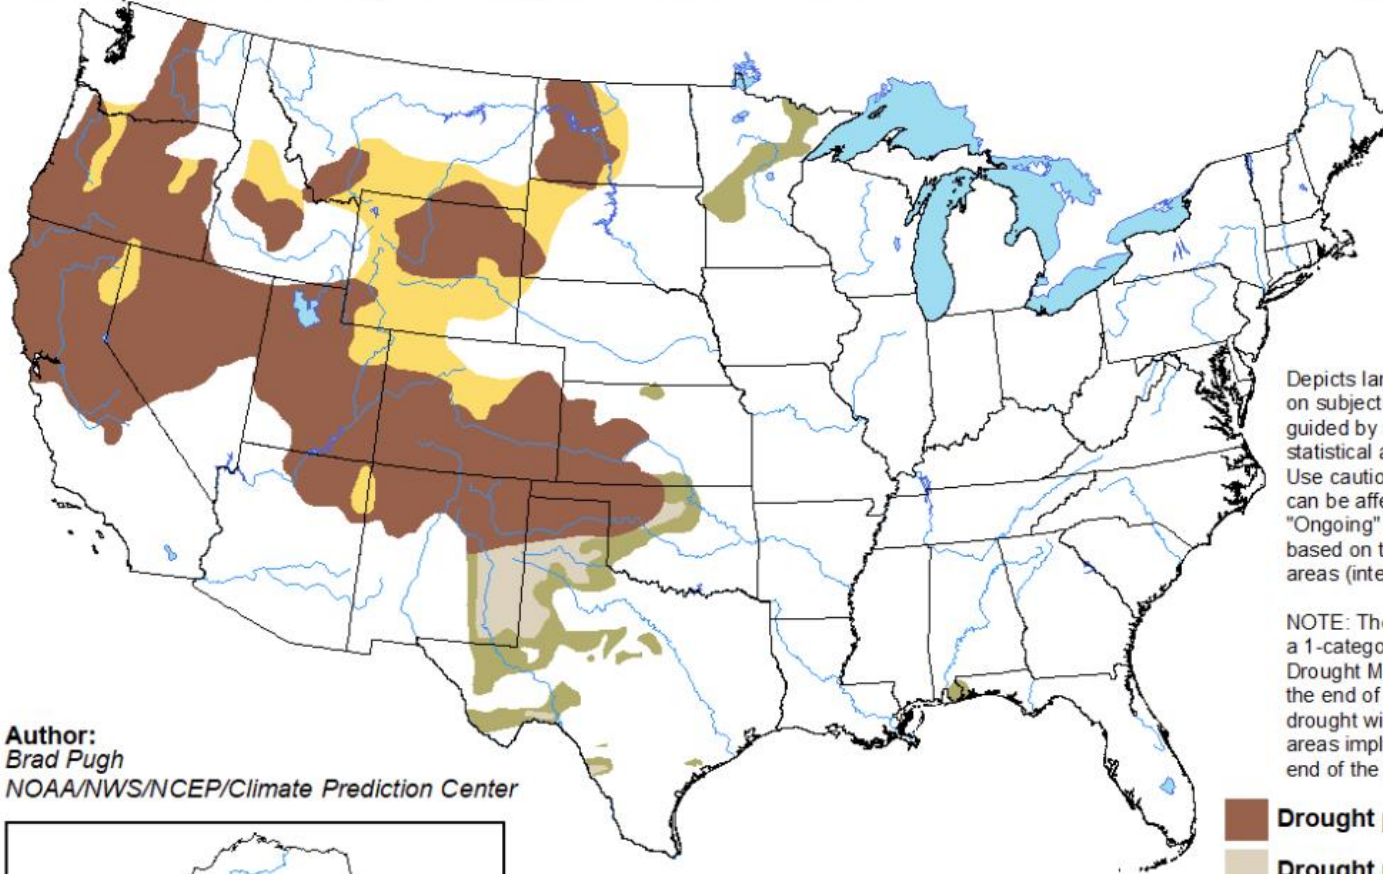 Depicts lar
on subject
guided by
statistical a
Use cautio
can be affe
"Ongoing"
based on t
areas (inte
NOTE: The
a 1-catego
Drought M
the end of
drought wi
areas impl
end of the
Author:
Brad Pugh
NOAA/NWS/NCEP/Climate Prediction Center
Drought
Drought